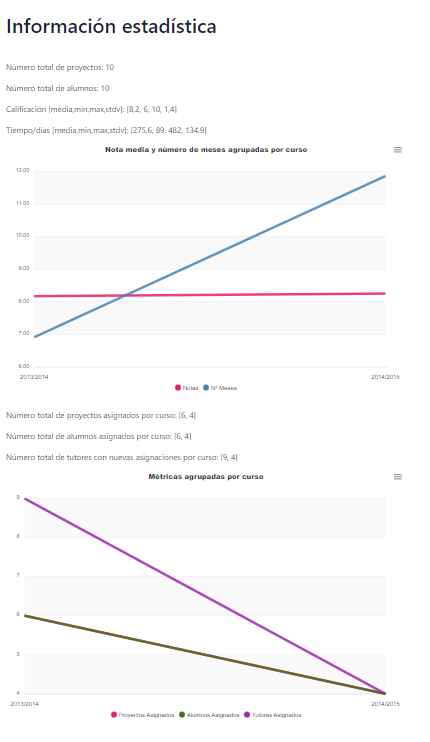 Información estadística
Número total de proyectos: 10
Número total de alumnos: 10
Calificación [media,min,max,stdv]: [8,2, 6, 10, 1,4]
Tiempo/días [media,min,max,stdv]: [275,6, 89, 482, 134,9]
Nota media y número de meses agrupadas por curso
12.00
11.00
10.00
9.00
8.00
7.00
6.00
2013/2014 2014/2015
Notas Nº Meses
Número total de proyectos asignados por curso: [6, 4]
Número total de alumnos asignados por curso: [6, 4]
Número total de tutores con nuevas asignaciones por curso: [9, 4]
Métricas agrupadas por curso
9
8
7
6
5
4
2013/2014 2014/2015
Proyectos Asignados Alumnos Asignados Tutores Asignados